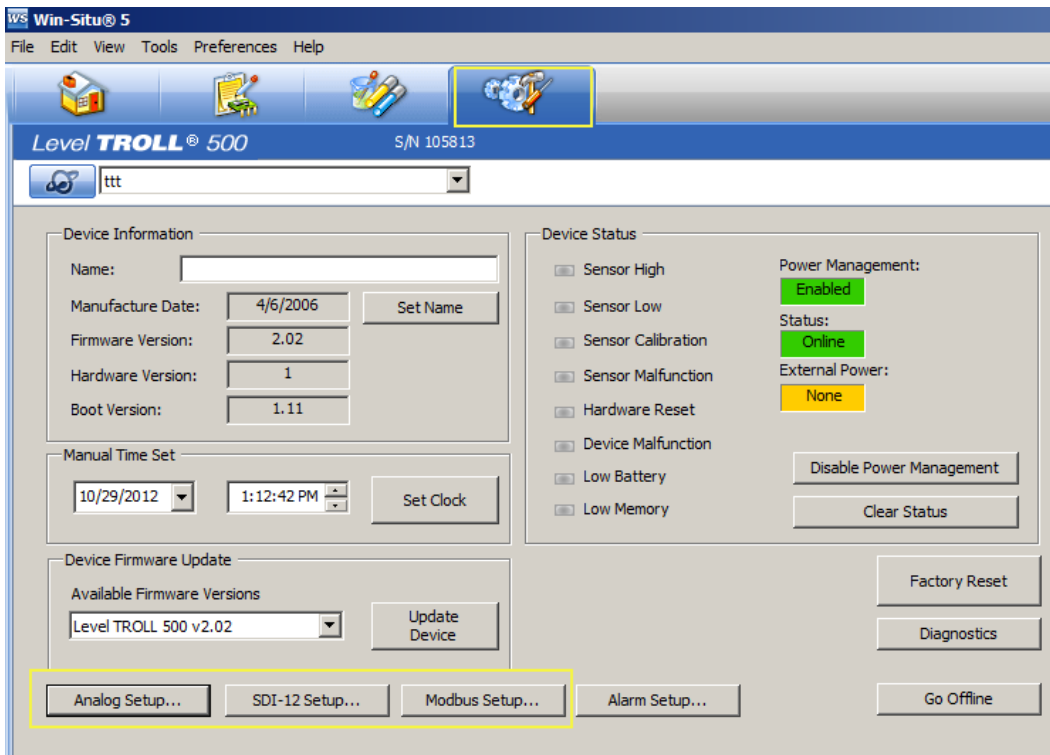 WS Win-Situ® 5
File Edit View Tools Preferences Help
Level TROLL® 500 S/N 105813
ttt
Device Information
Name:
Manufacture Date: 4/6/2006 Set Name
Firmware Version: 2.02
Hardware Version: 1
Boot Version: 1.11
Manual Time Set
10/29/2012 1:12:42 PM Set Clock
Device Firmware Update
Available Firmware Versions
Level TROLL 500 v2.02
Update
Device
Device Status
Sensor High
Sensor Low
Sensor Calibration
Sensor Malfunction
Hardware Reset
Device Malfunction
Low Battery
Low Memory
Power Management:
Enabled
Status:
Online
External Power:
None
Disable Power Management
Clear Status
Factory Reset
Diagnostics
Analog Setup... SDI-12 Setup... Modbus Setup... Alarm Setup... Go Offline